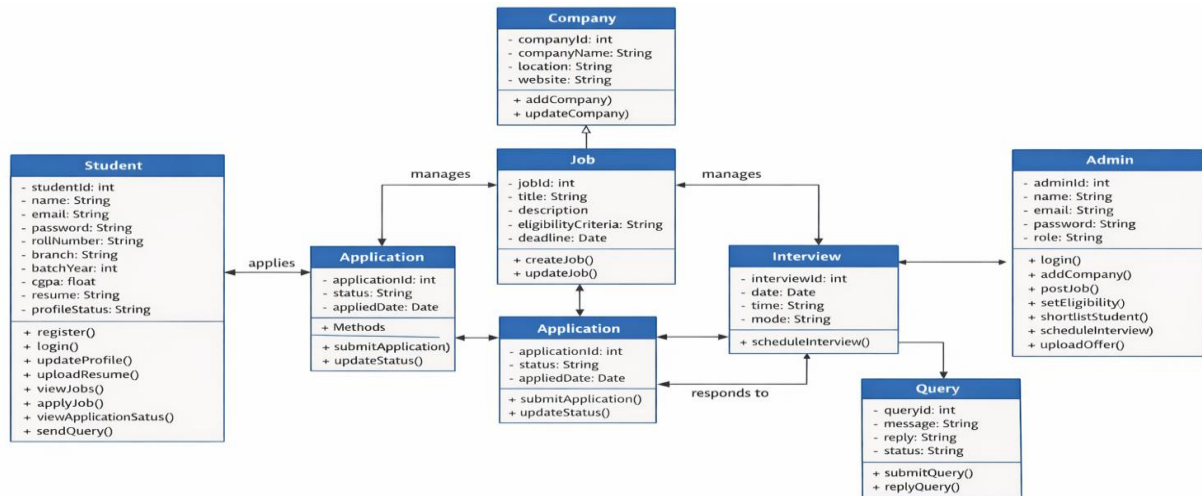 Company
- companyId: int
- companyName: String
- location: String
- website: String
+ addCompany)
+ updateCompany)
Student
- studentId: int
- name: String
- email: String
- password: String
- rollNumber: String
- branch: String
- batchYear: int
- cgpa: float
- resume: String
- profileStatus: String
+ register()
+ login()
+ updateProfile()
+ uploadResume()
+ viewJobs()
+ applyJob()
+ viewApplicationSatus()
+ sendQuery()
applies
manages
Job
- jobId: int
- title: String
- description
- eligibilityCriteria: String
- deadline: Date
+ createJob()
+ updateJob()
manages
Application
- applicationId: int
- status: String
- appliedDate: Date
+ Methods
+ submitApplication)
+ updateStatus()
Application
- applicationId: int
- status: String
- appliedDate: Date
+ submitApplication()
+ updateStatus()
responds to
Interview
- interviewId: int
- date: Date
- time: String
- mode: String
+ scheduleInterview()
Admin
- adminId: int
- name: String
- email: String
- password: String
- role: String
+ login()
+ addCompany()
+ postJob()
+ setEligibility()
+ shortlistStudent()
+ scheduleInterview)
+ uploadOffer()
Query
- queryid: int
- message: String
- reply: String
- status: String
+ submitQuery()
+ replyQuery()